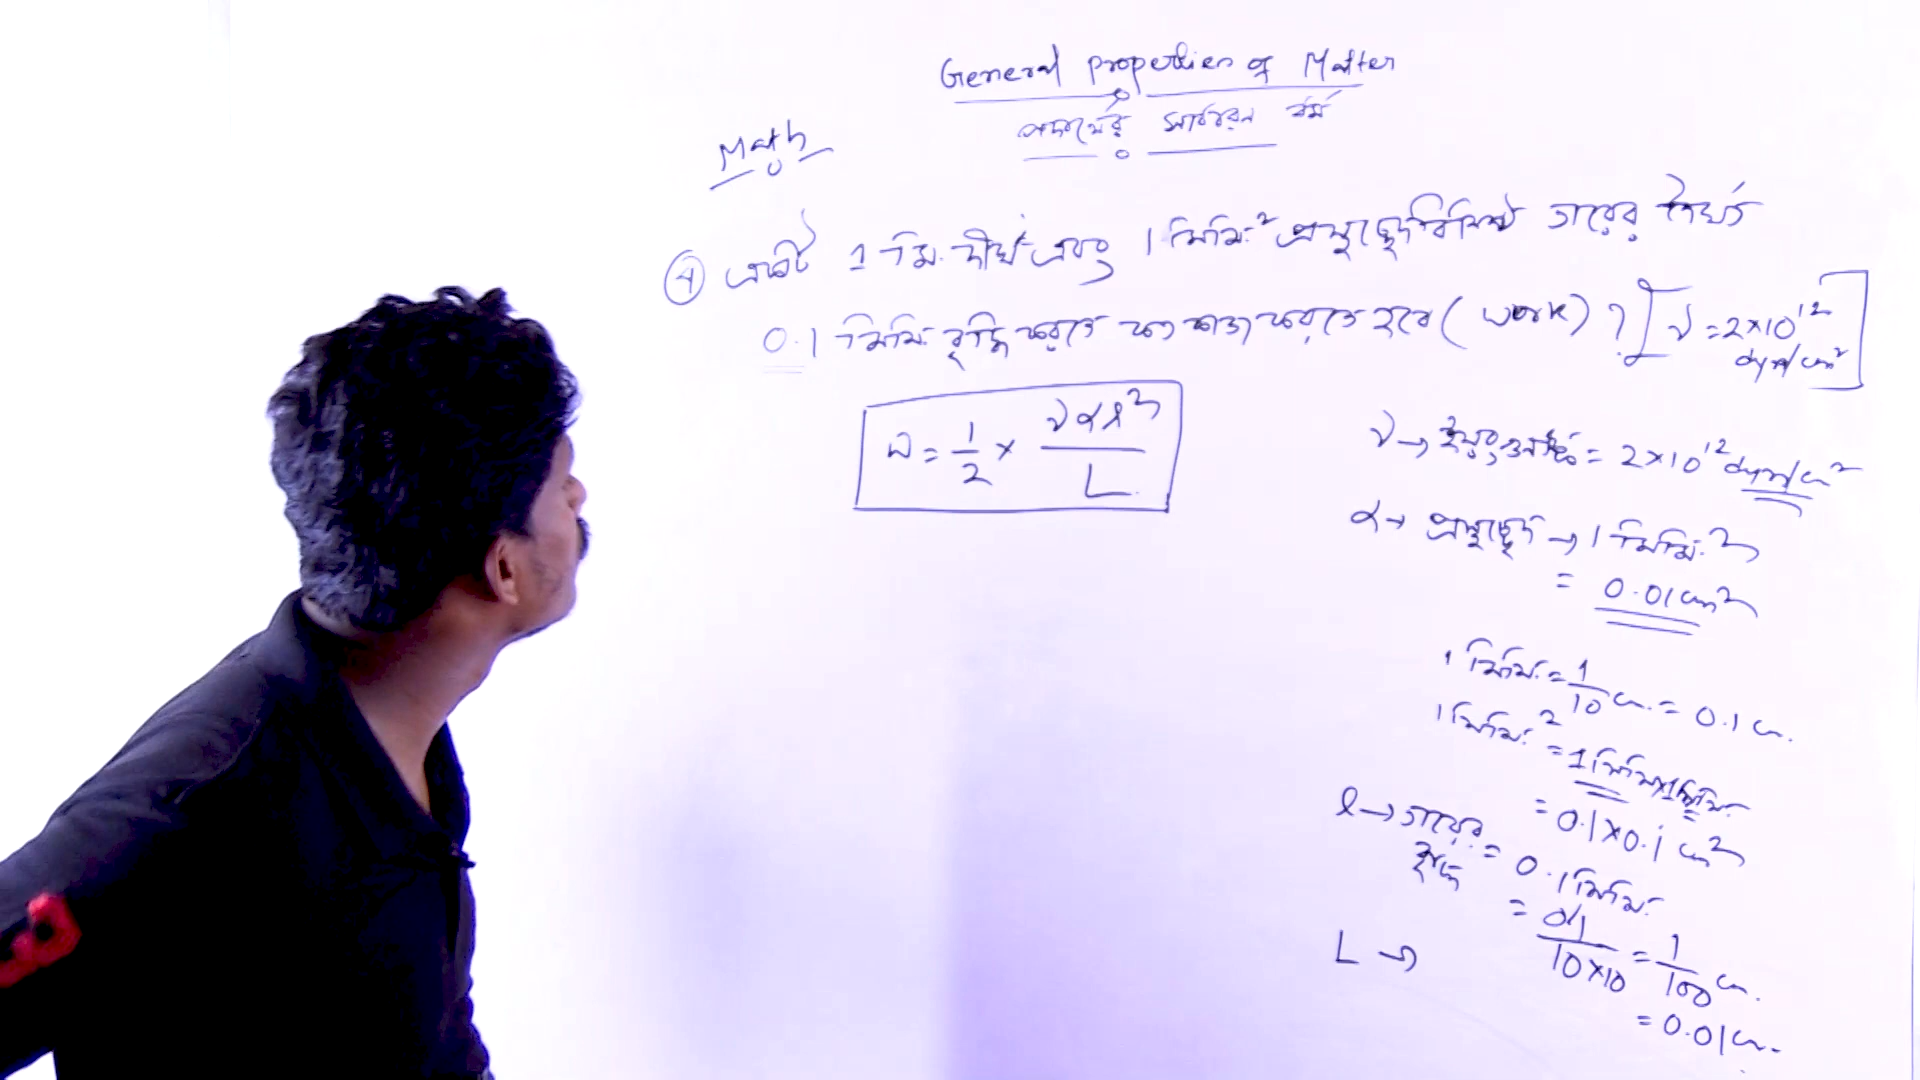 General properties of Matter
পদার্থের সাধারন ধর্ম
Math
④ একটি 1 মি. দীর্ঘ এবং 1 মিমি.² প্রস্থচ্ছেদ বিশিষ্ট তারের দৈর্ঘ্য
0.1 মিমি. বৃদ্ধি করতে কত কাজ করতে হবে (work) ? [Y = 2×10¹² dyn/cm²]
W = 1/2 × Yαl²/L
Y → ইয়ং গুনাঙ্ক = 2×10¹² dyn/cm²
α → প্রস্থচ্ছেদ → 1 মিমি.²
= 0.01 cm²
1 মিমি. = 1/10 cm. = 0.1 cm.
1 মিমি.² = 1 মিমি × 1 মিমি.
= 0.1×0.1 cm²
l → তারের বৃদ্ধি = 0.1 মিমি.
= 0.1/10×10 = 1/100 cm.
= 0.01 cm.
L →